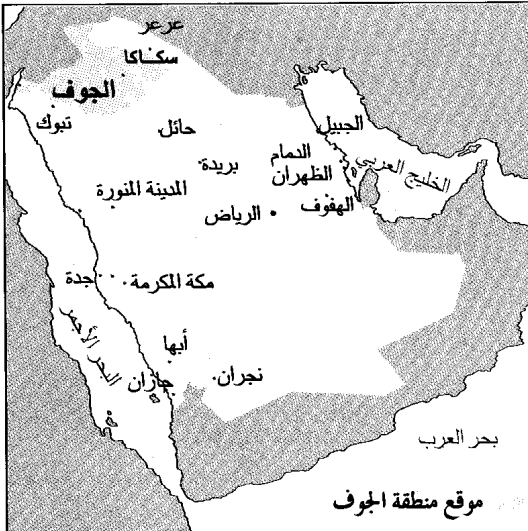 عرعر
سكاكا
الجوف
تبوك
حائل
الجبيل
بريدة
الدمام
الظهران
الخليج العربي
المدينة المنورة
الرياض
الهفوف
جدة
مكة المكرمة
البحر الأحمر
أبها
جازان
نجران
بحر العرب
موقع منطقة الجوف